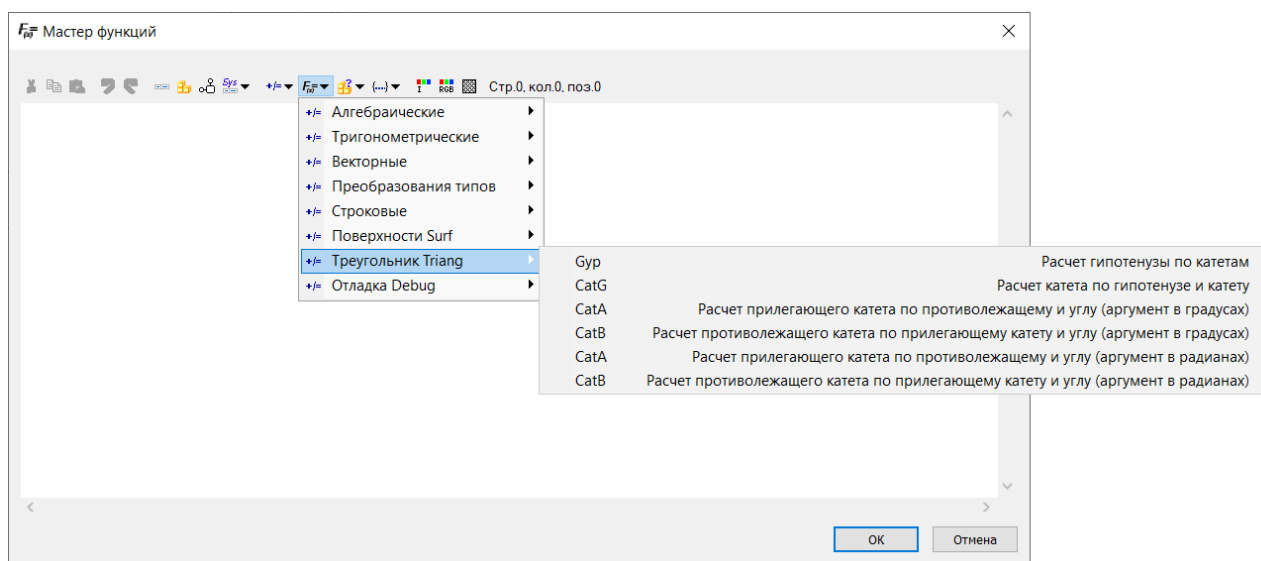 F(x)= Мастер функций
Sys +/= F(x)= {...} I RGB Стр.0, кол.0, поз.0
+/= Алгебраические
+/= Тригонометрические
+/= Векторные
+/= Преобразования типов
+/= Строковые
+/= Поверхности Surf
+/= Треугольник Triang
+/= Отладка Debug
Gyp Расчет гипотенузы по катетам
CatG Расчет катета по гипотенузе и катету
CatA Расчет прилегающего катета по противолежащему и углу (аргумент в градусах)
CatB Расчет противолежащего катета по прилегающему катету и углу (аргумент в градусах)
CatA Расчет прилегающего катета по противолежащему и углу (аргумент в радианах)
CatB Расчет противолежащего катета по прилегающему катету и углу (аргумент в радианах)
OK Отмена